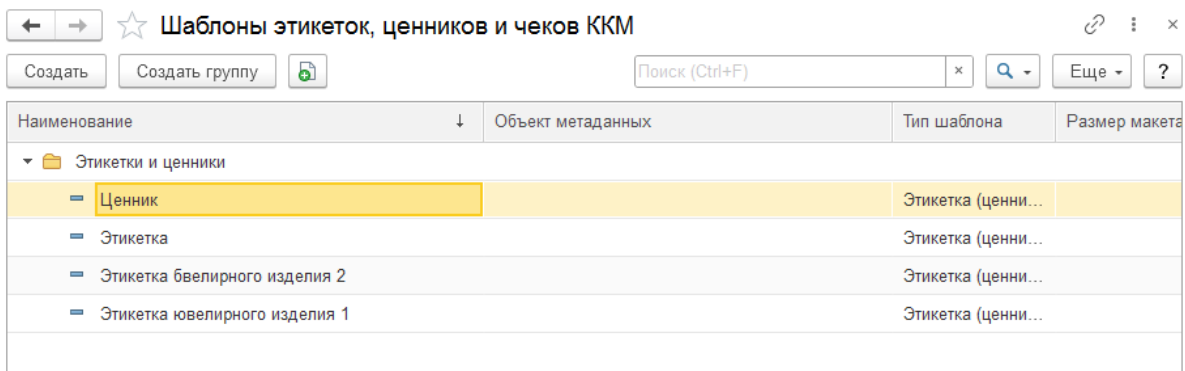 Шаблоны этикеток, ценников и чеков ККМ
Создать Создать группу Поиск (Ctrl+F) × Еще ?
Наименование ↓ Объект метаданных Тип шаблона Размер макета
Этикетки и ценники
Ценник Этикетка (ценни...
Этикетка Этикетка (ценни...
Этикетка бвелирного изделия 2 Этикетка (ценни...
Этикетка ювелирного изделия 1 Этикетка (ценни...